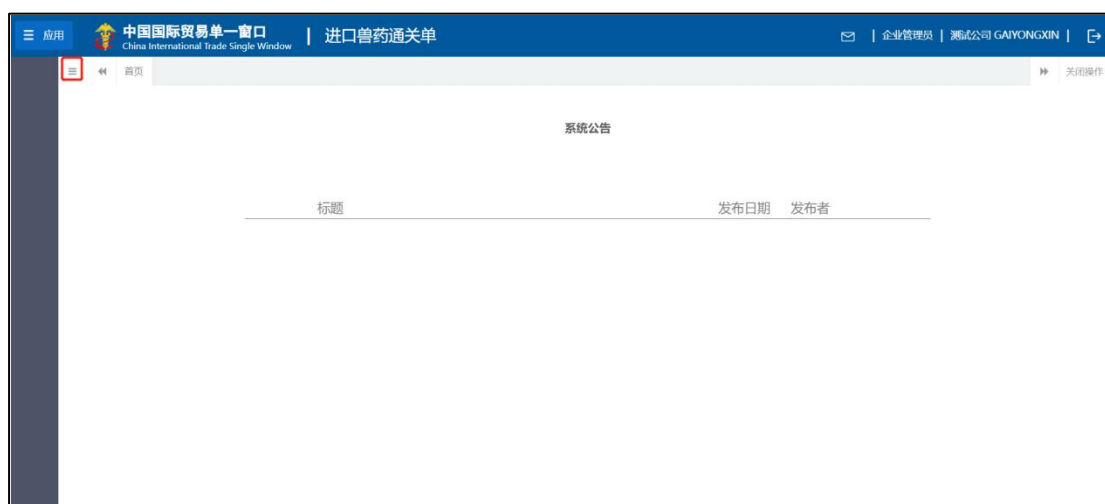 应用
中国国际贸易单一窗口
China International Trade Single Window
进口兽药通关单
企业管理员 | 测试公司 GAIYONGXIN |
首页
关闭操作
系统公告
标题 发布日期 发布者